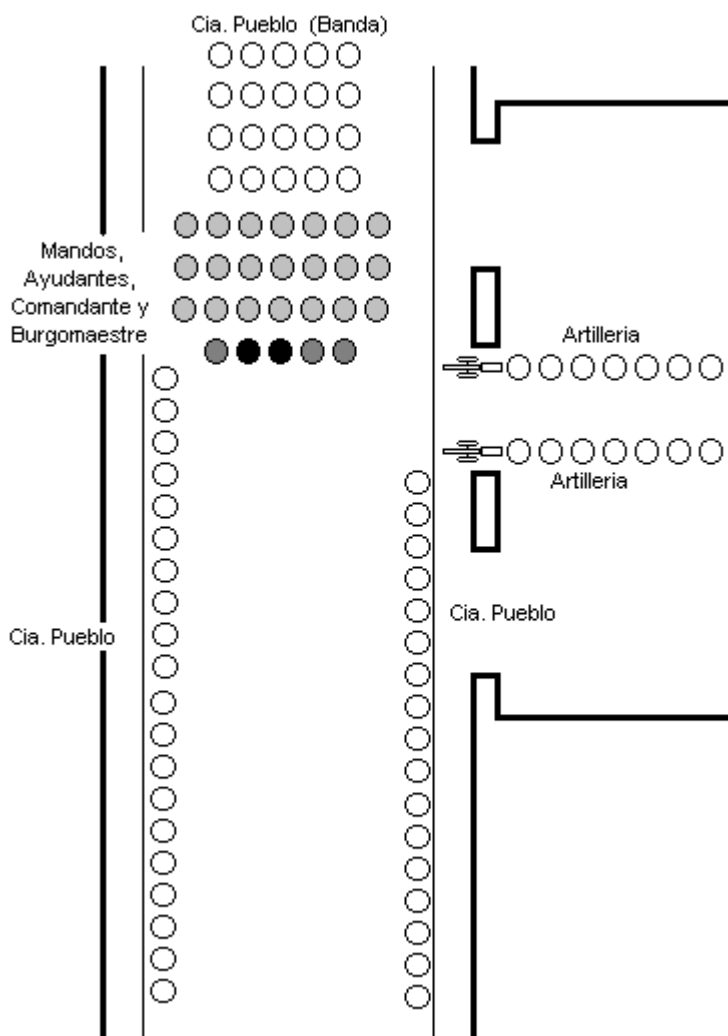 Cia. Pueblo (Banda)
Mandos,
Ayudantes,
Comandante y
Burgomaestre
Artilleria
Artilleria
Cia. Pueblo
Cia. Pueblo